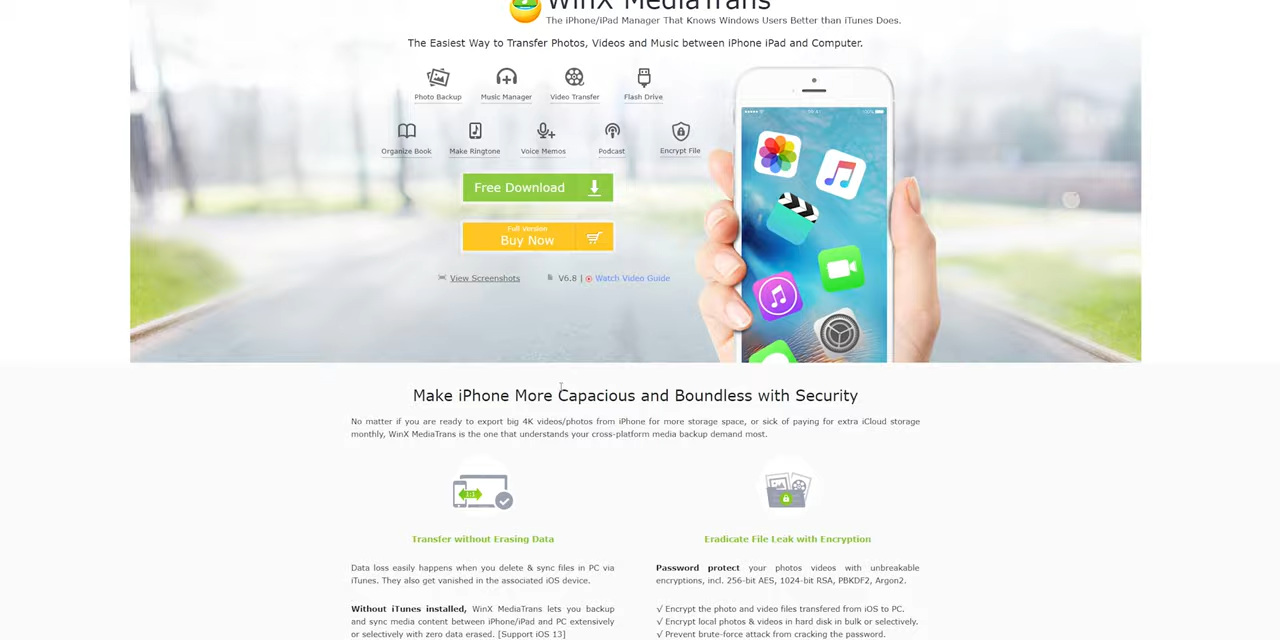 WinX MediaTrans
The iPhone/iPad Manager That Knows Windows Users Better than iTunes Does.
The Easiest Way to Transfer Photos, Videos and Music between iPhone iPad and Computer.
Photo Backup Music Manager Video Transfer Flash Drive
Organize Book Make Ringtone Voice Memos Podcast Encrypt File
Free Download
Full Version
Buy Now
View Screenshots V6.8 | Watch Video Guide
Make iPhone More Capacious and Boundless with Security
No matter if you are ready to export big 4K videos/photos from iPhone for more storage space, or sick of paying for extra iCloud storage
monthly, WinX MediaTrans is the one that understands your cross-platform media backup demand most.
1:1
Transfer without Erasing Data
Data loss easily happens when you delete & sync files in PC via
iTunes. They also get vanished in the associated iOS device.
Without iTunes installed, WinX MediaTrans lets you backup
and sync media content between iPhone/iPad and PC extensively
or selectively with zero data erased. [Support iOS 13]
Eradicate File Leak with Encryption
Password protect your photos videos with unbreakable
encryptions, incl. 256-bit AES, 1024-bit RSA, PBKDF2, Argon2.
√ Encrypt the photo and video files transfered from iOS to PC.
√ Encrypt local photos & videos in hard disk in bulk or selectively.
√ Prevent brute-force attack from cracking the password.